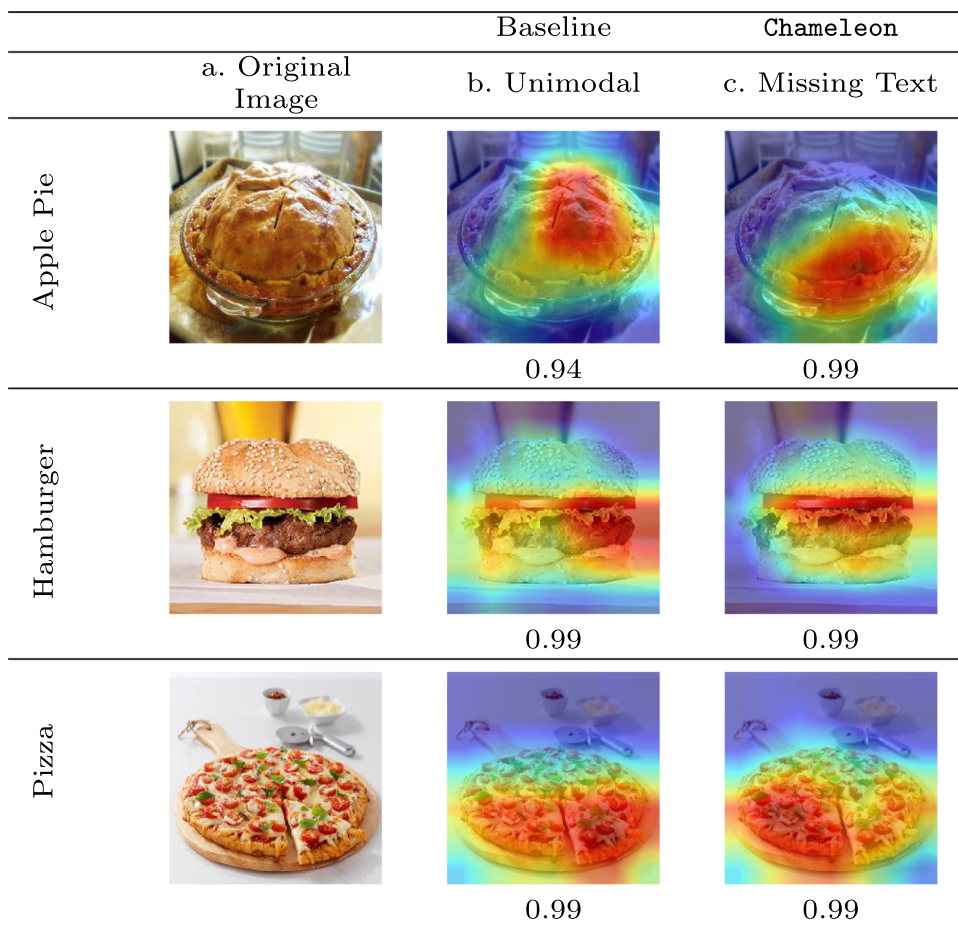 Baseline Chameleon
a. Original
Image
b. Unimodal
c. Missing Text
Apple Pie
0.94 0.99
Hamburger
0.99 0.99
Pizza
0.99 0.99